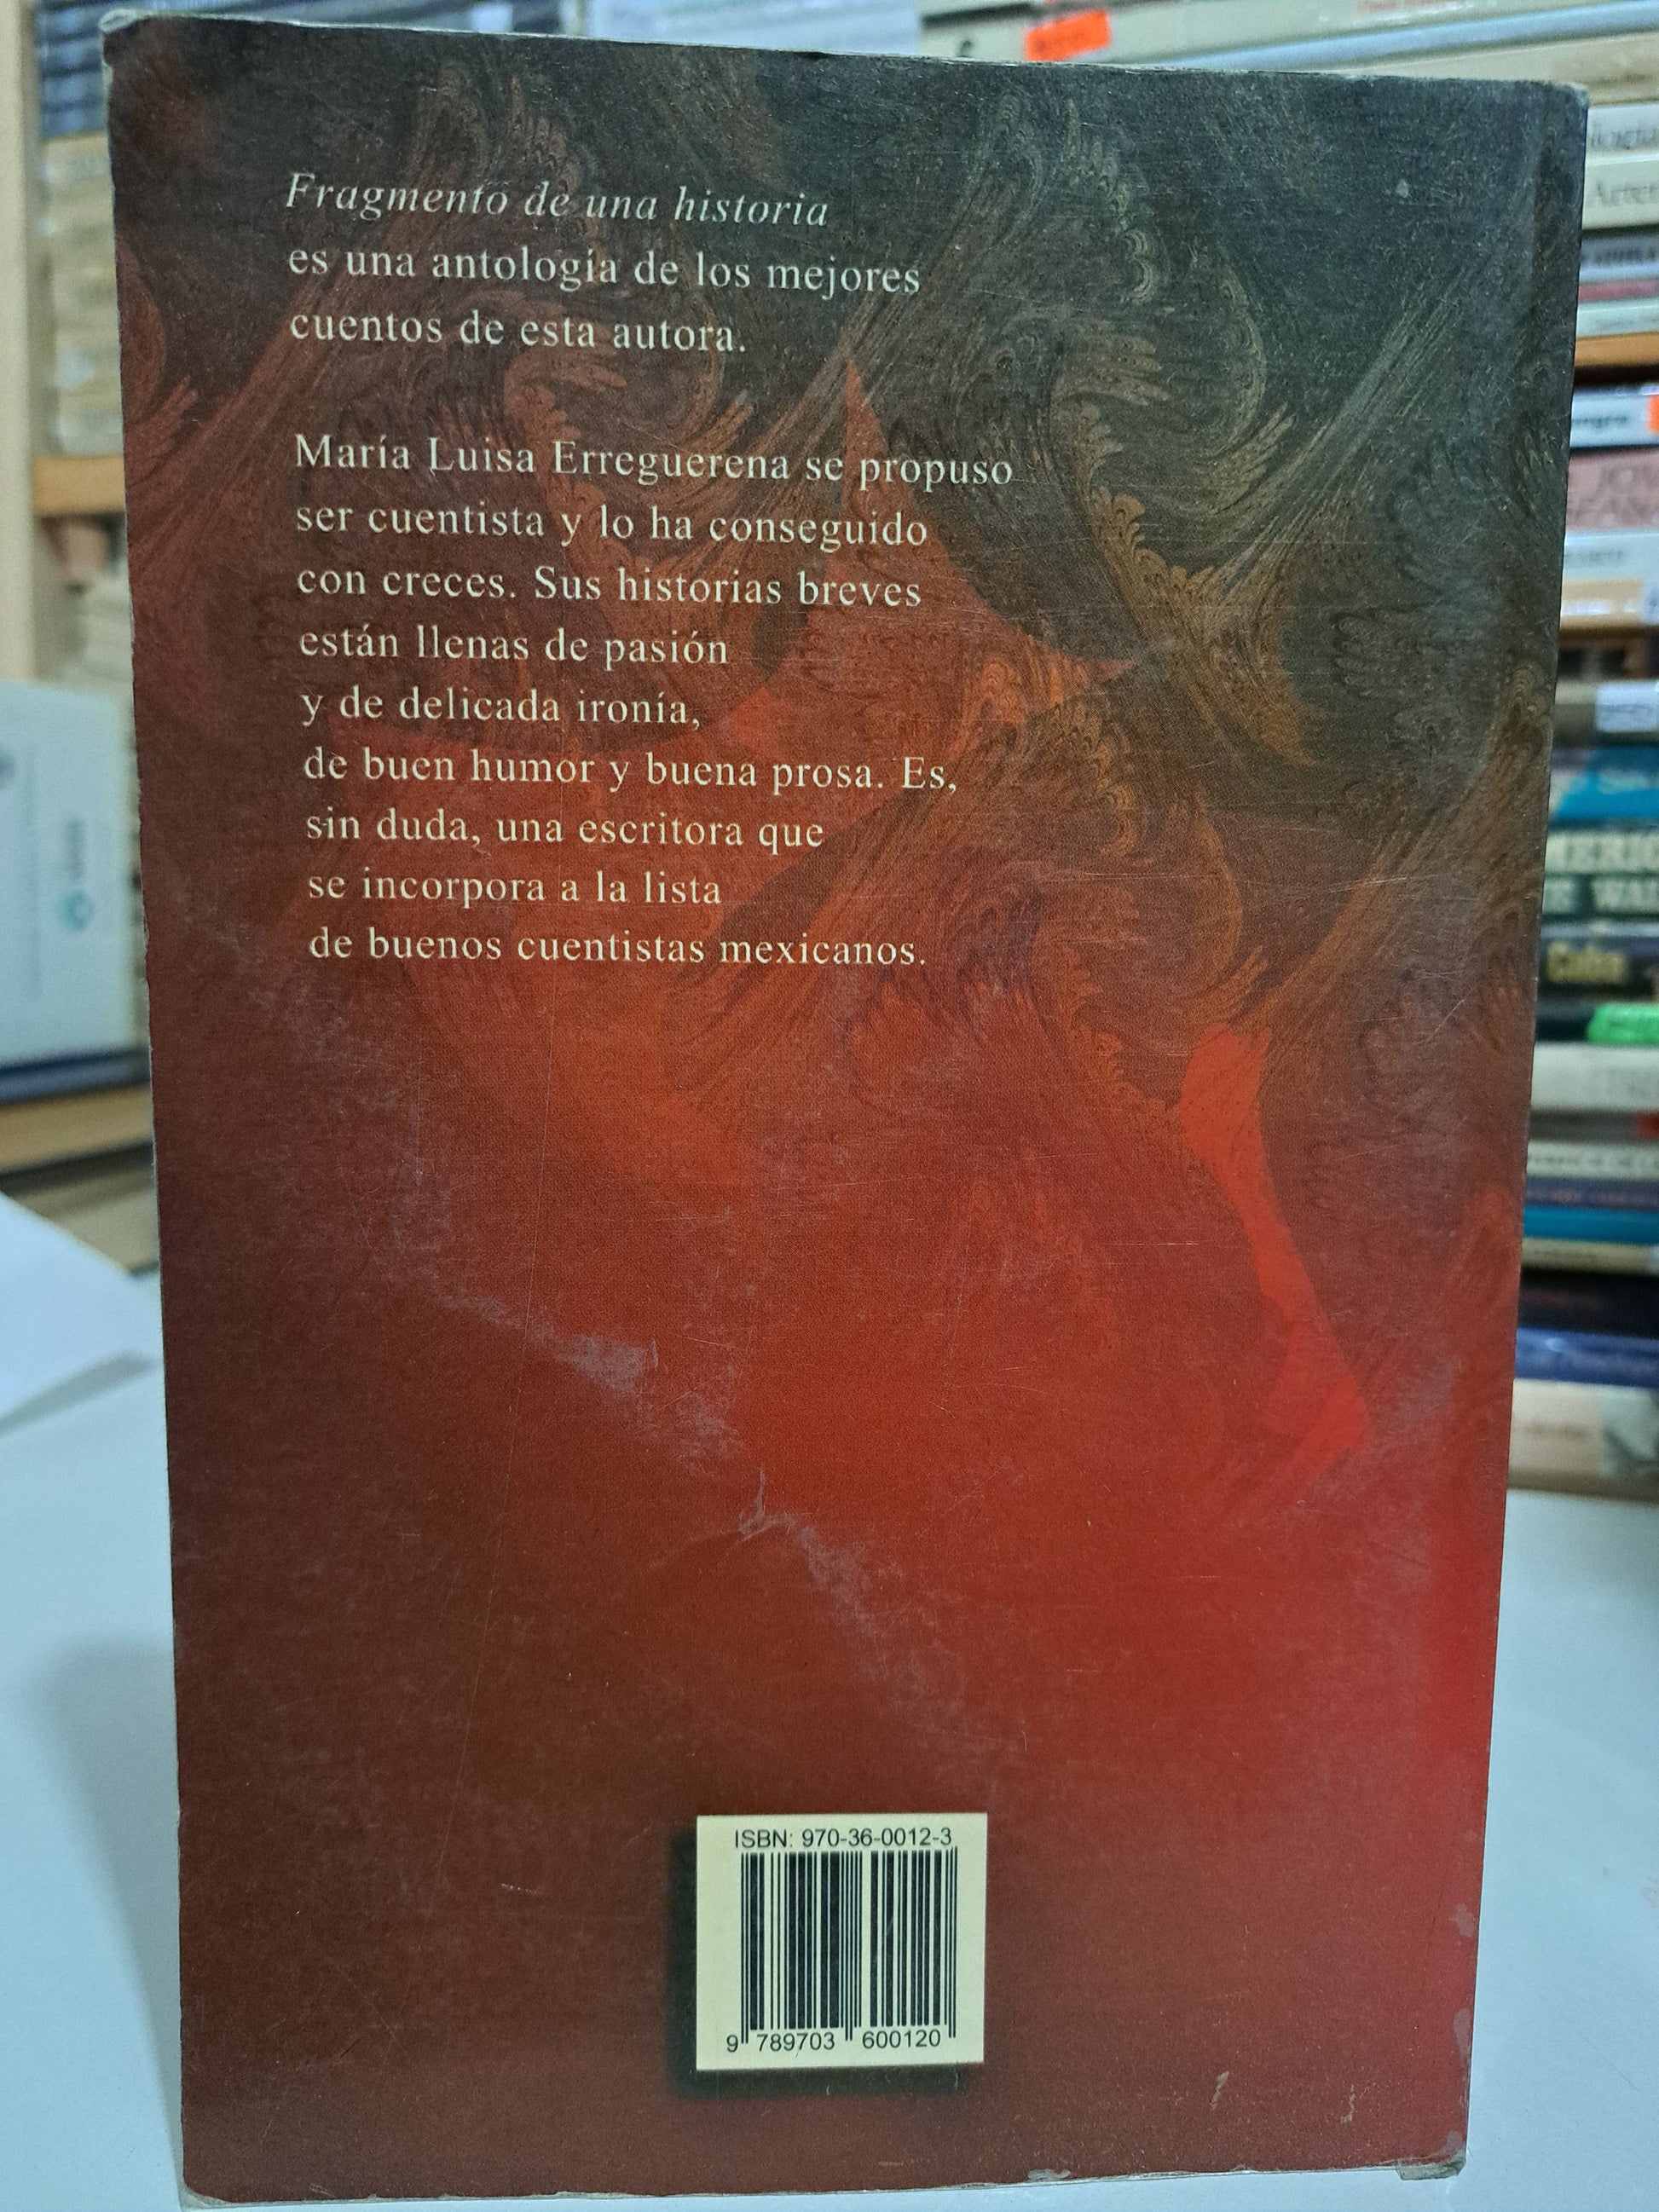 Fragmento de una historia
es una antología de los mejores
cuentos de esta autora.
María Luisa Erreguerena se propuso
ser cuentista y lo ha conseguido
con creces. Sus historias breves
están llenas de pasión
y de delicada ironía,
de buen humor y buena prosa. Es,
sin duda, una escritora que
se incorpora a la lista
de buenos cuentistas mexicanos.
ISBN: 970-36-0012-3
9 789703 600120
Cuba